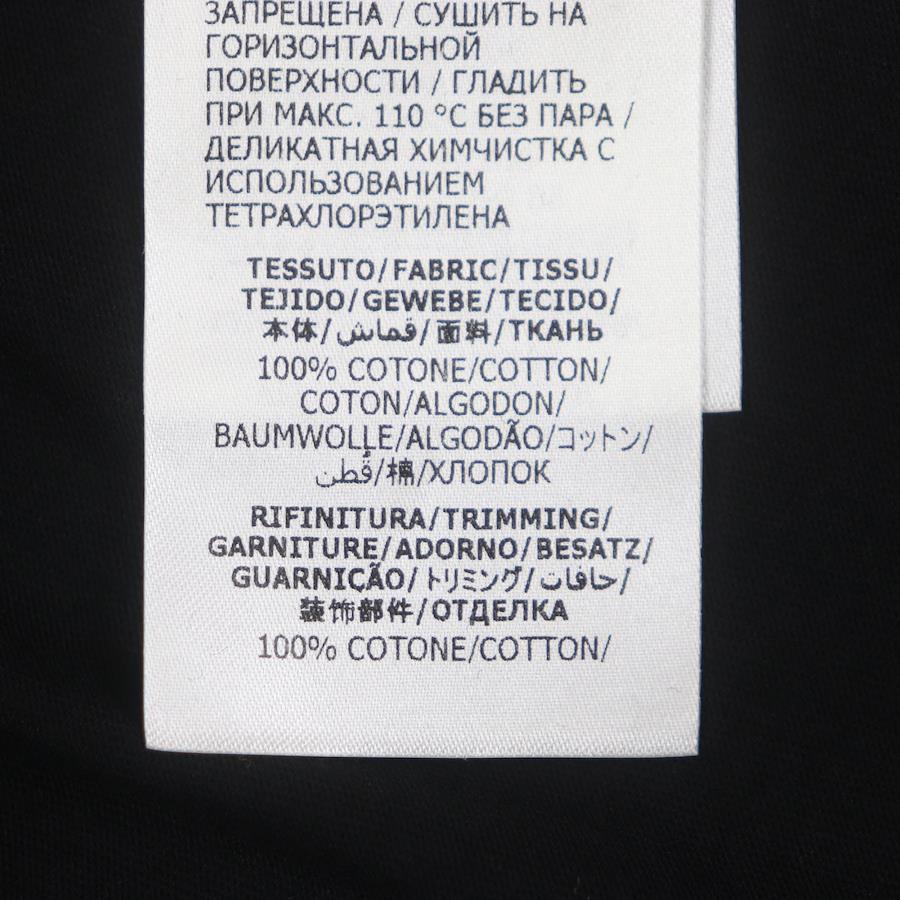 ЗАПРЕЩЕНА / СУШИТЬ НА
ГОРИЗОНТАЛЬНОЙ
ПОВЕРХНОСТИ / ГЛАДИТЬ
ПРИ МАКС. 110 °C БЕЗ ПАРА /
ДЕЛИКАТНАЯ ХИМЧИСТКА С
ИСПОЛЬЗОВАНИЕМ
ТЕТРАХЛОРЭТИЛЕНА
TESSUTO/FABRIC/TISSU/
TEJIDO/GEWEBE/TECIDO/
本体/قماش/面料/ТКАНЬ
100% COTONE/COTTON/
COTON/ALGODON/
BAUMWOLLE/ALGODÃO/コットン/
قُطن/棉/ХЛОПОК
RIFINITURA/TRIMMING/
GARNITURE/ADORNO/BESATZ/
GUARNIÇÃO/トリミング/حافات/
装饰部件/ОТДЕЛКА
100% COTONE/COTTON/